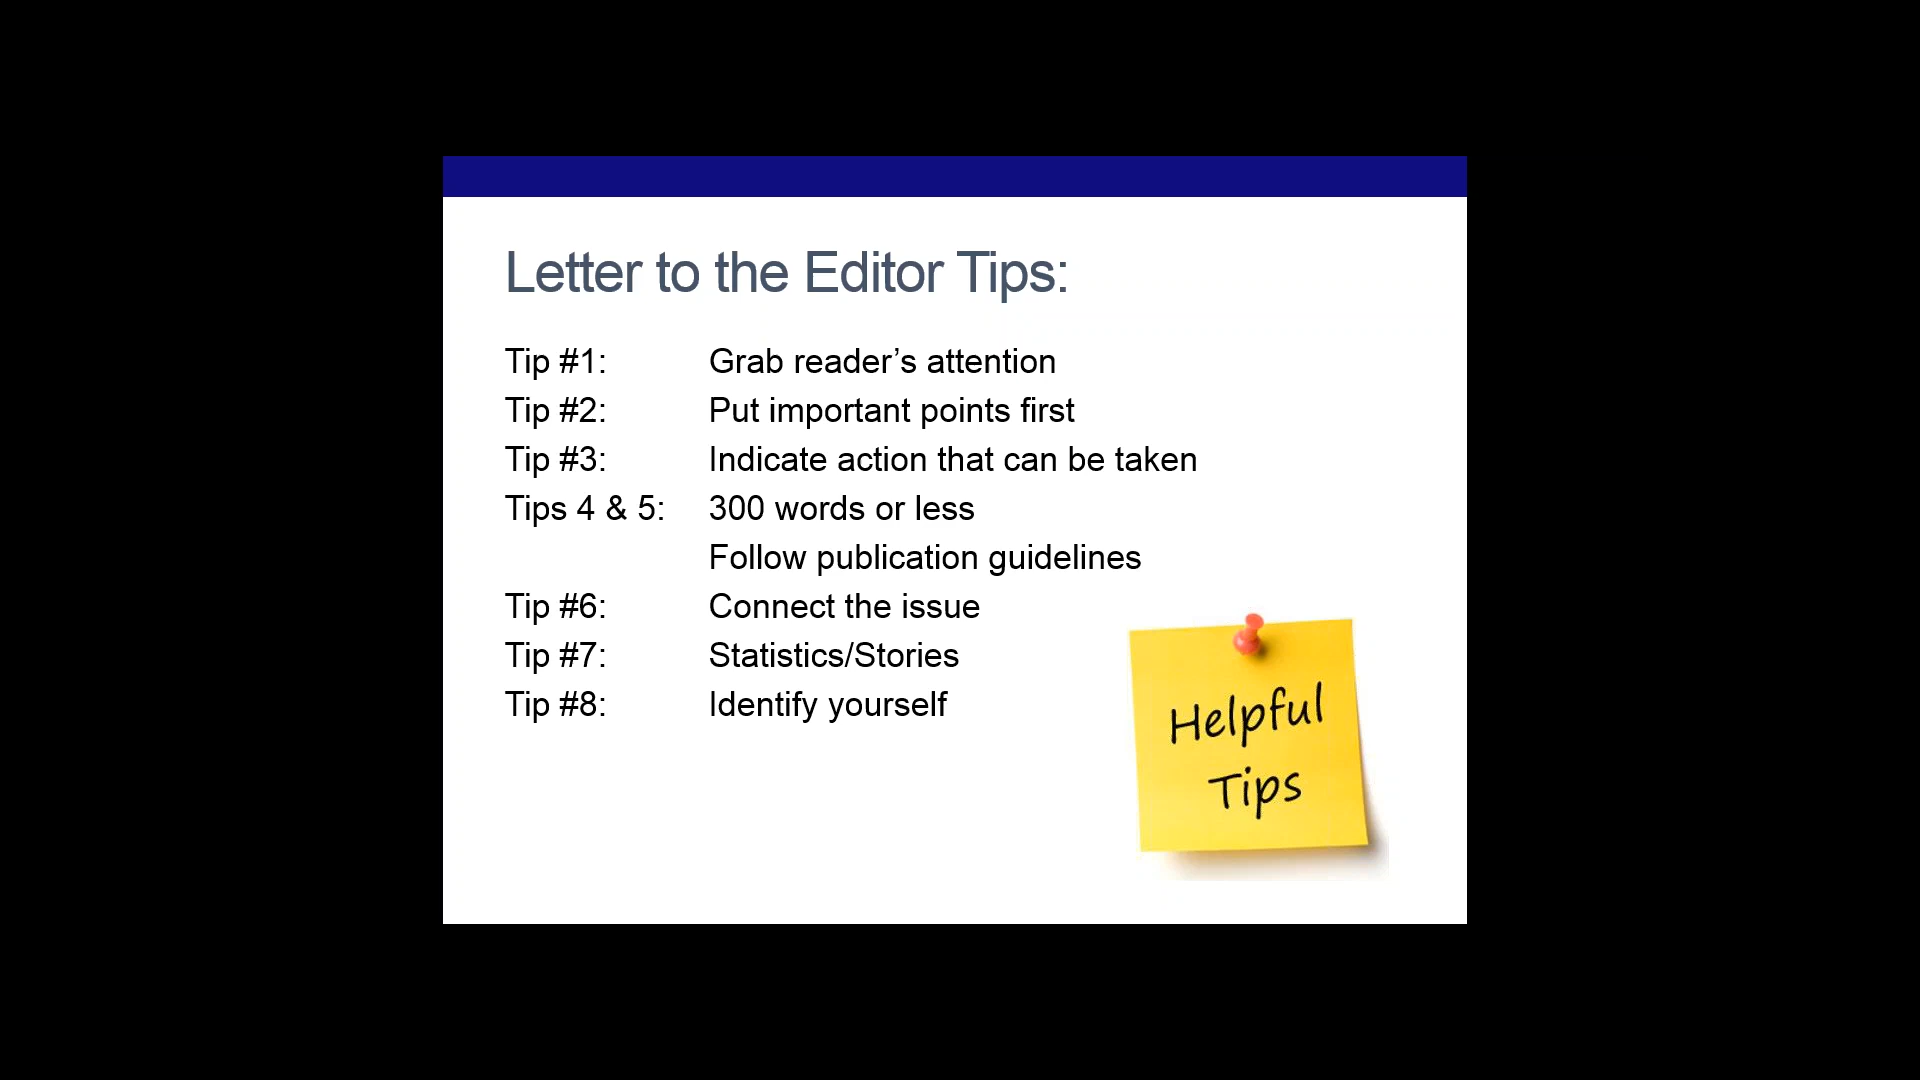 Letter to the Editor Tips:
Tip #1: Grab reader’s attention
Tip #2: Put important points first
Tip #3: Indicate action that can be taken
Tips 4 & 5: 300 words or less
Follow publication guidelines
Tip #6: Connect the issue
Tip #7: Statistics/Stories
Tip #8: Identify yourself
Helpful
Tips